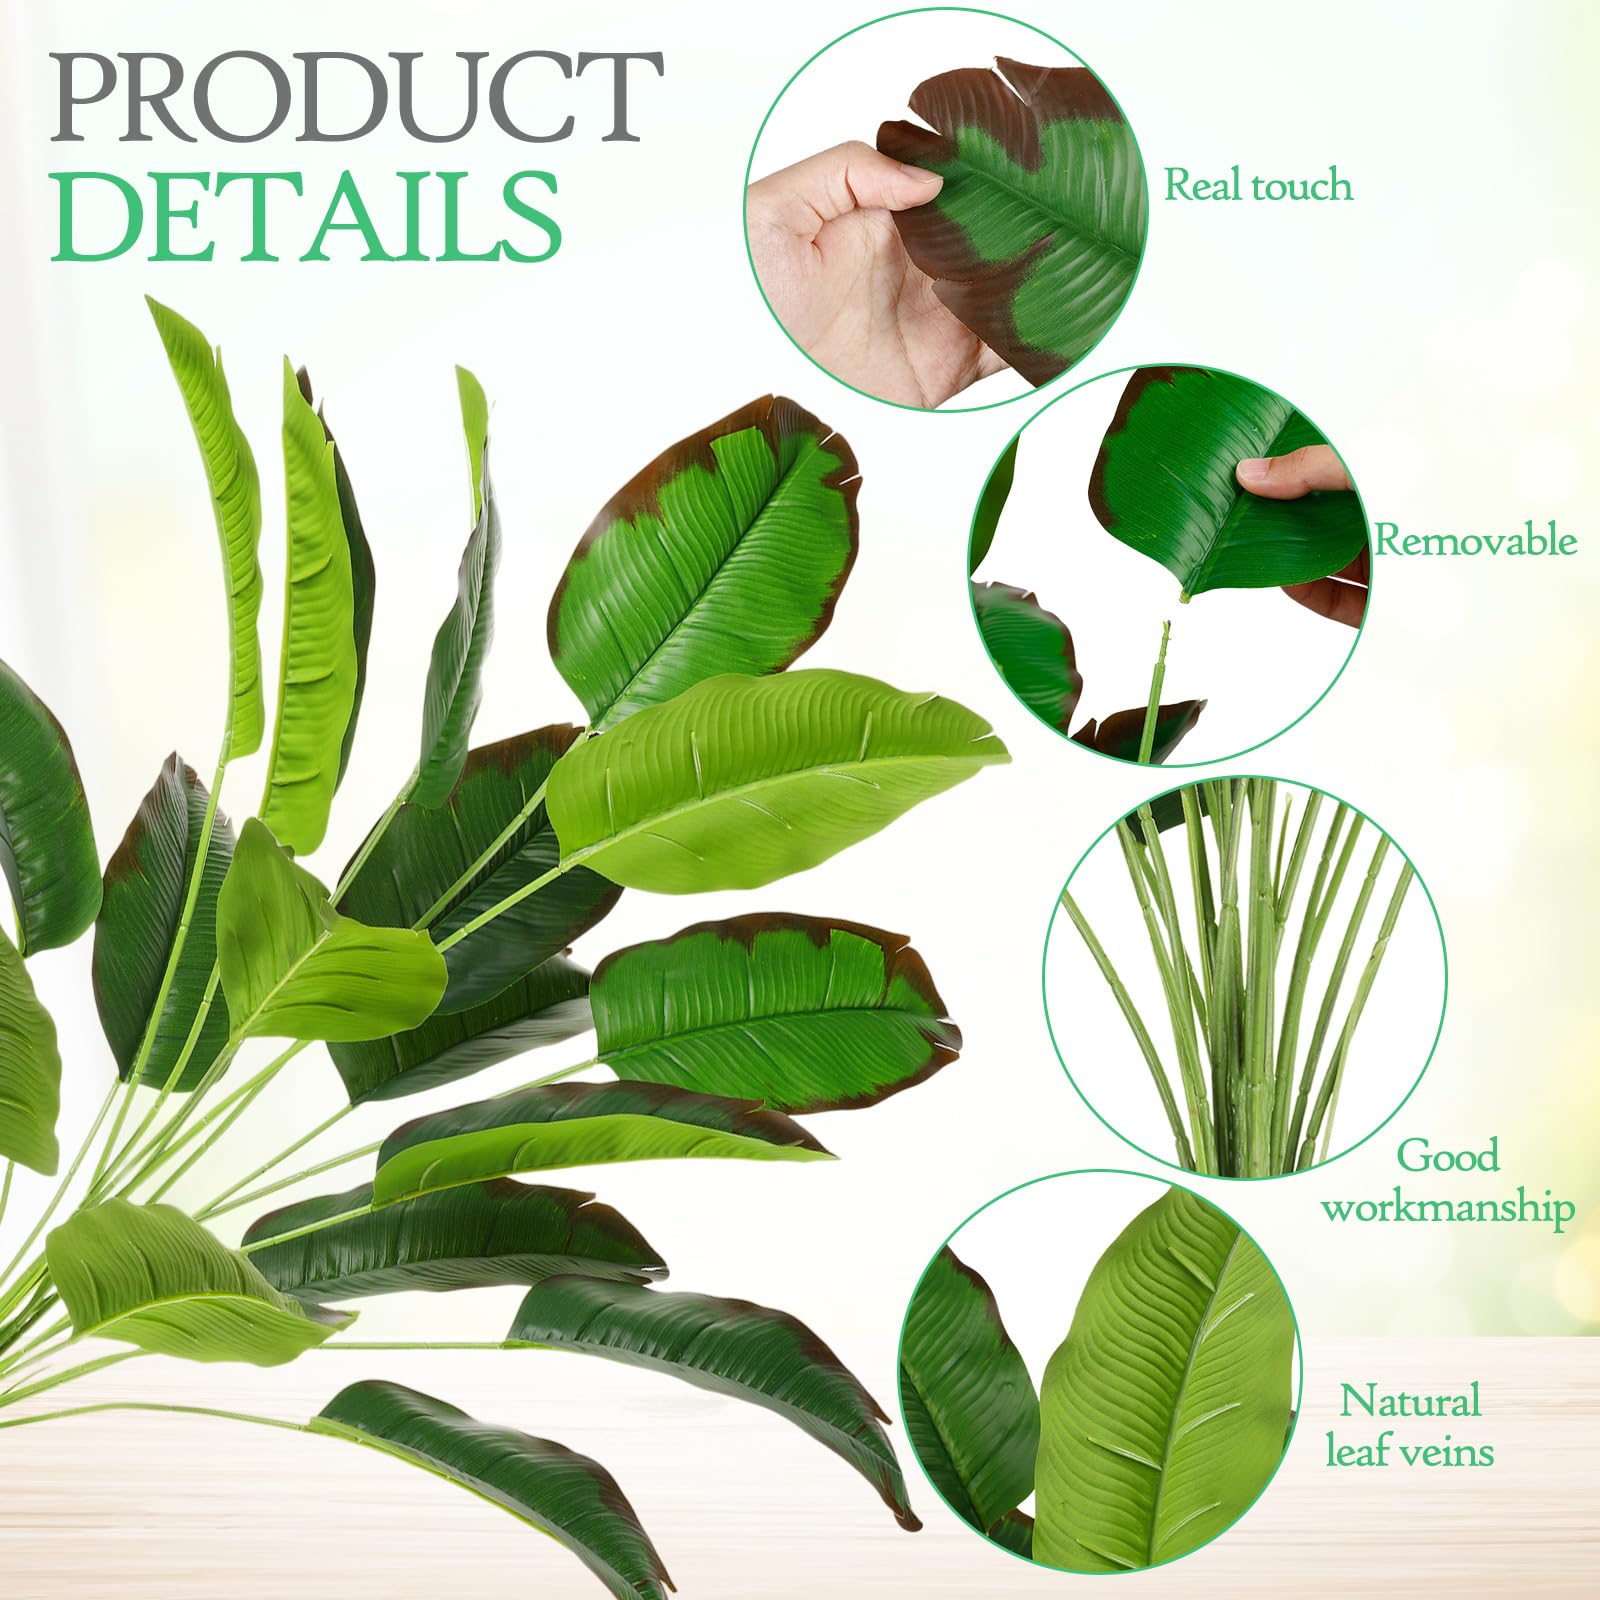 PRODUCT
DETAILS
Real touch
Removable
Good
workmanship
Natural
leaf veins